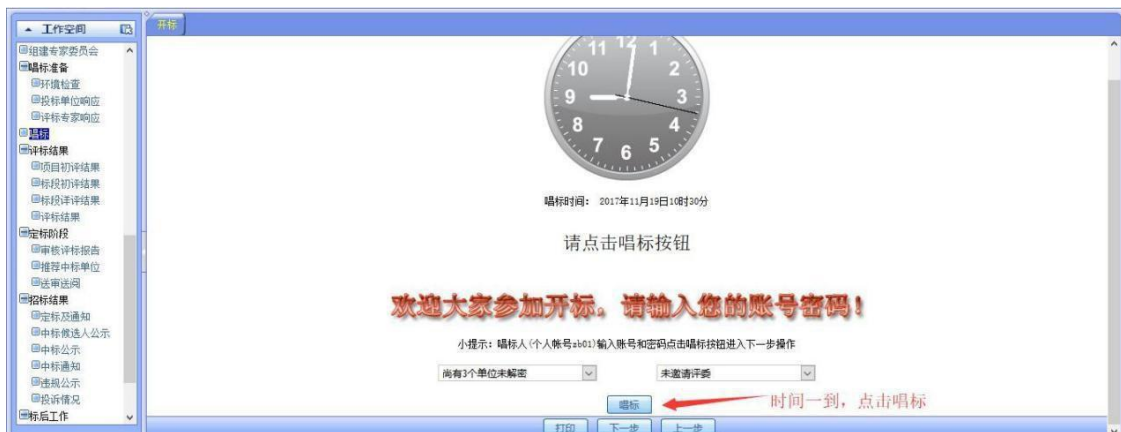 工作空间
组建专家委员会
唱标准备
环境检查
投标单位响应
评标专家响应
唱标
评标结果
项目初评结果
标段初评结果
标段详评结果
评标结果
定标阶段
审核评标报告
推荐中标单位
送审送阅
招标结果
定标及通知
中标候选人公示
中标公示
中标通知
违规公示
投诉情况
标后工作
开标
11 12 1
10 2
9 3
8 4
7 6 5
唱标时间: 2017年11月19日10时30分
请点击唱标按钮
欢迎大家参加开标。请输入您的账号密码！
小提示: 唱标人(个人帐号zb01)输入账号和密码点击唱标按钮进入下一步操作
尚有3个单位未解密 未邀请评委
唱标 时间一到，点击唱标
打印 下一步 上一步